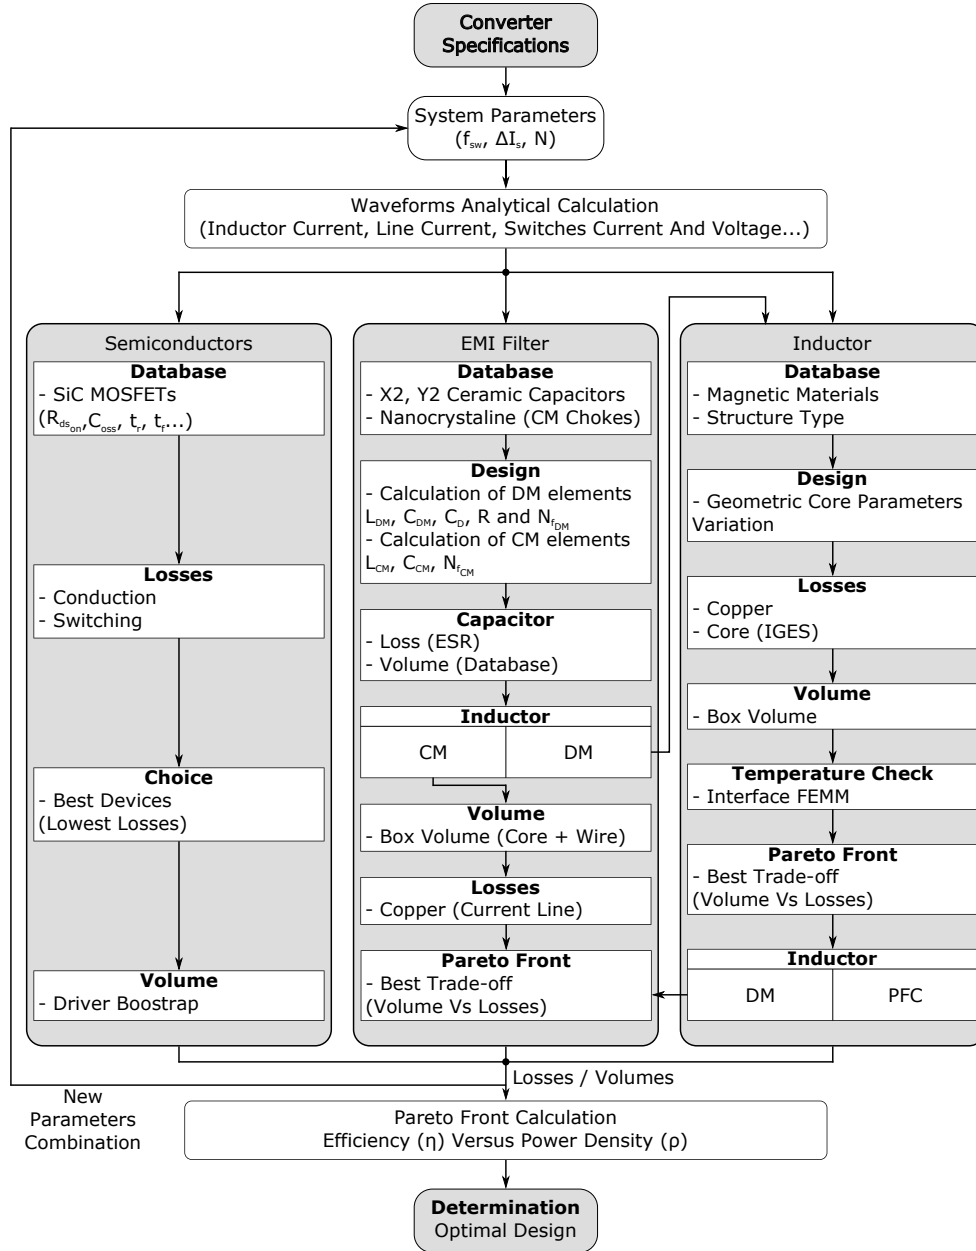 Converter
Specifications
System Parameters
(fsw, ΔIs, N)
Waveforms Analytical Calculation
(Inductor Current, Line Current, Switches Current And Voltage...)
Semiconductors
Database
- SiC MOSFETs
(Rdson,Coss, tr, tf...)
Losses
- Conduction
- Switching
Choice
- Best Devices
(Lowest Losses)
Volume
- Driver Boostrap
EMI Filter
Database
- X2, Y2 Ceramic Capacitors
- Nanocrystaline (CM Chokes)
Design
- Calculation of DM elements
LDM, CDM, CD, R and NfDM
- Calculation of CM elements
LCM, CCM, NfCM
Capacitor
- Loss (ESR)
- Volume (Database)
Inductor
CM DM
Volume
- Box Volume (Core + Wire)
Losses
- Copper (Current Line)
Pareto Front
- Best Trade-off
(Volume Vs Losses)
Inductor
Database
- Magnetic Materials
- Structure Type
Design
- Geometric Core Parameters
Variation
Losses
- Copper
- Core (IGES)
Volume
- Box Volume
Temperature Check
- Interface FEMM
Pareto Front
- Best Trade-off
(Volume Vs Losses)
Inductor
DM PFC
Losses / Volumes
New
Parameters
Combination
Pareto Front Calculation
Efficiency (η) Versus Power Density (ρ)
Determination
Optimal Design